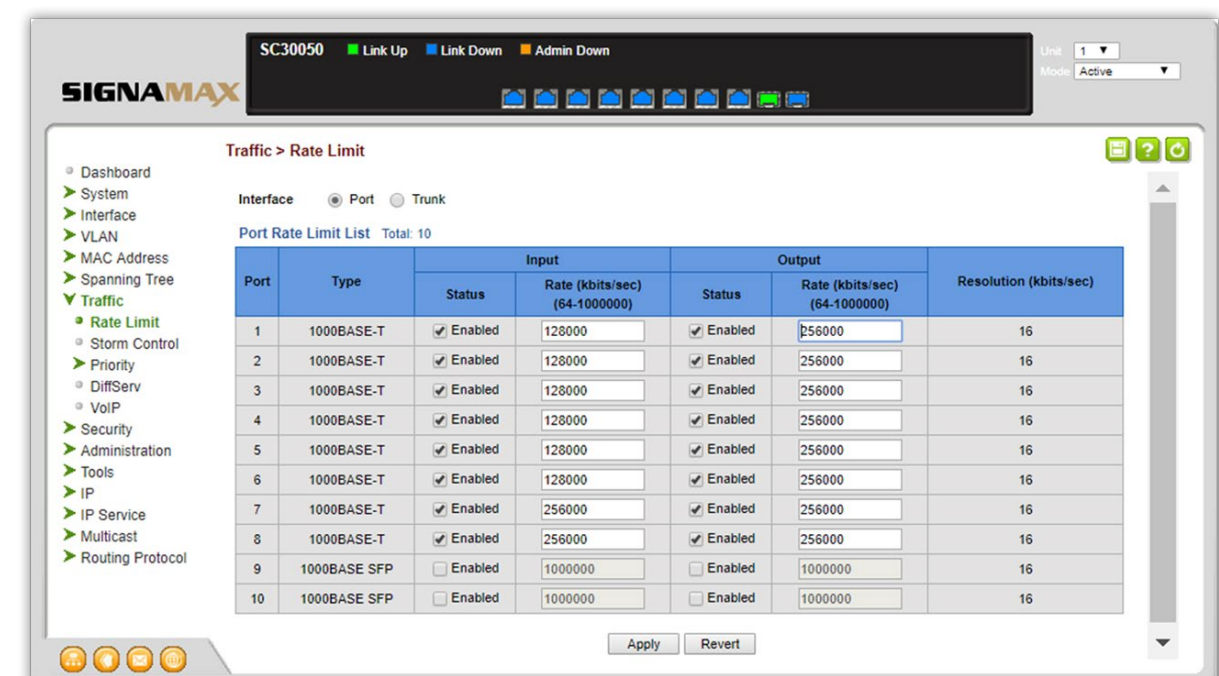 SC30050 Link Up Link Down Admin Down
Unit 1
Mode Active
SIGNAMAX
Traffic > Rate Limit
Dashboard
System
Interface
VLAN
MAC Address
Spanning Tree
Traffic
Rate Limit
Storm Control
Priority
DiffServ
VoIP
Security
Administration
Tools
IP
IP Service
Multicast
Routing Protocol
Interface Port Trunk
Port Rate Limit List Total: 10
Port Type Input Output Resolution (kbits/sec)
Status Rate (kbits/sec) (64-1000000) Status Rate (kbits/sec) (64-1000000)
1 1000BASE-T Enabled 128000 Enabled 256000 16
2 1000BASE-T Enabled 128000 Enabled 256000 16
3 1000BASE-T Enabled 128000 Enabled 256000 16
4 1000BASE-T Enabled 128000 Enabled 256000 16
5 1000BASE-T Enabled 128000 Enabled 256000 16
6 1000BASE-T Enabled 128000 Enabled 256000 16
7 1000BASE-T Enabled 256000 Enabled 256000 16
8 1000BASE-T Enabled 256000 Enabled 256000 16
9 1000BASE SFP Enabled 1000000 Enabled 1000000 16
10 1000BASE SFP Enabled 1000000 Enabled 1000000 16
Apply Revert